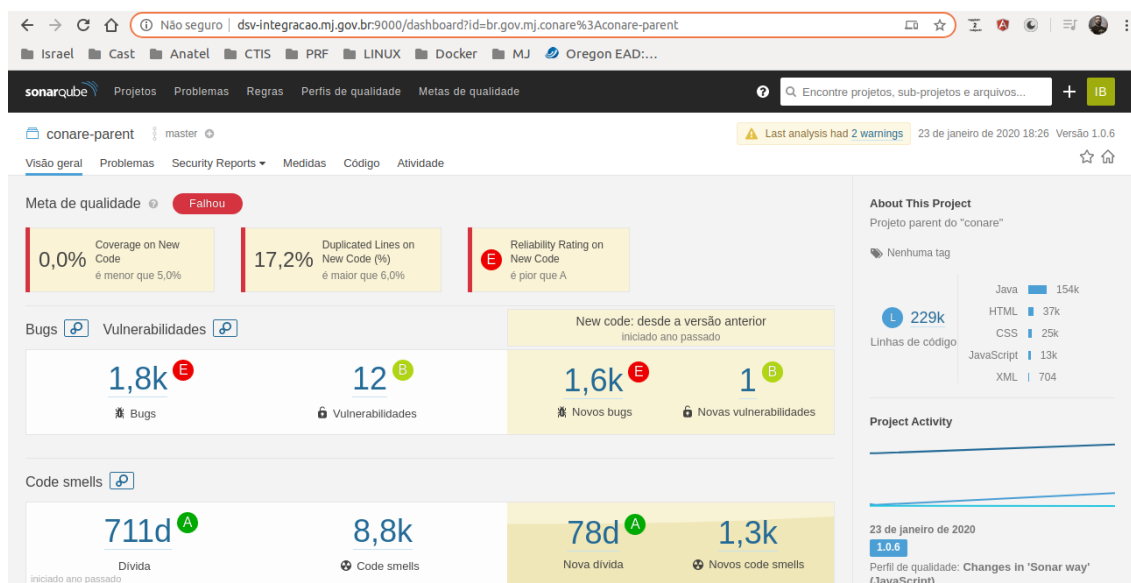 Não seguro | dsv-integracao.mj.gov.br:9000/dashboard?id=br.gov.mj.conare%3Aconare-parent
Israel Cast Anatel CTIS PRF LINUX Docker MJ Oregon EAD:...
sonarqube Projetos Problemas Regras Perfis de qualidade Metas de qualidade Encontre projetos, sub-projetos e arquivos... IB
conare-parent master Last analysis had 2 warnings 23 de janeiro de 2020 18:26 Versão 1.0.6
Visão geral Problemas Security Reports Medidas Código Atividade
Meta de qualidade Falhou
0,0% Coverage on New Code
é menor que 5,0%
17,2% Duplicated Lines on New Code (%)
é maior que 6,0%
E Reliability Rating on New Code
é pior que A
Bugs Vulnerabilidades
New code: desde a versão anterior
iniciado ano passado
1,8k E
Bugs
12 B
Vulnerabilidades
1,6k E
Novos bugs
1 B
Novas vulnerabilidades
Code smells
711d A
Dívida
8,8k
Code smells
78d A
Nova dívida
1,3k
Novos code smells
iniciado ano passado
About This Project
Projeto parent do "conare"
Nenhuma tag
L 229k
Linhas de código
Java 154k
HTML 37k
CSS 25k
JavaScript 13k
XML 704
Project Activity
23 de janeiro de 2020
1.0.6
Perfil de qualidade: Changes in 'Sonar way'
(JavaScript)